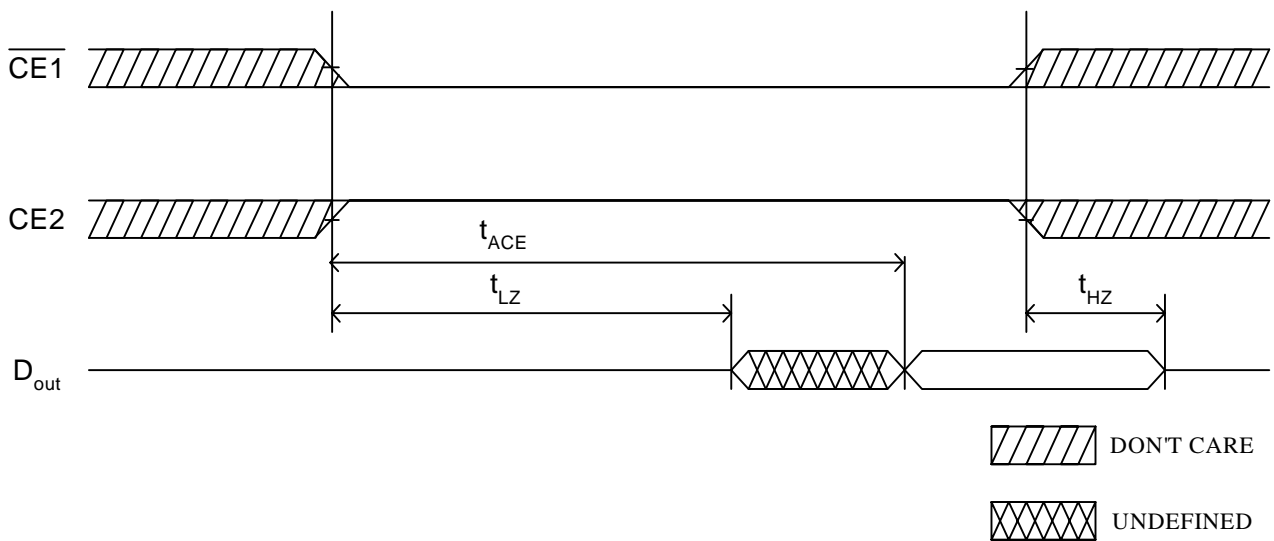 CE1
CE2
tACE
tLZ
tHZ
Dout
DON'T CARE
UNDEFINED